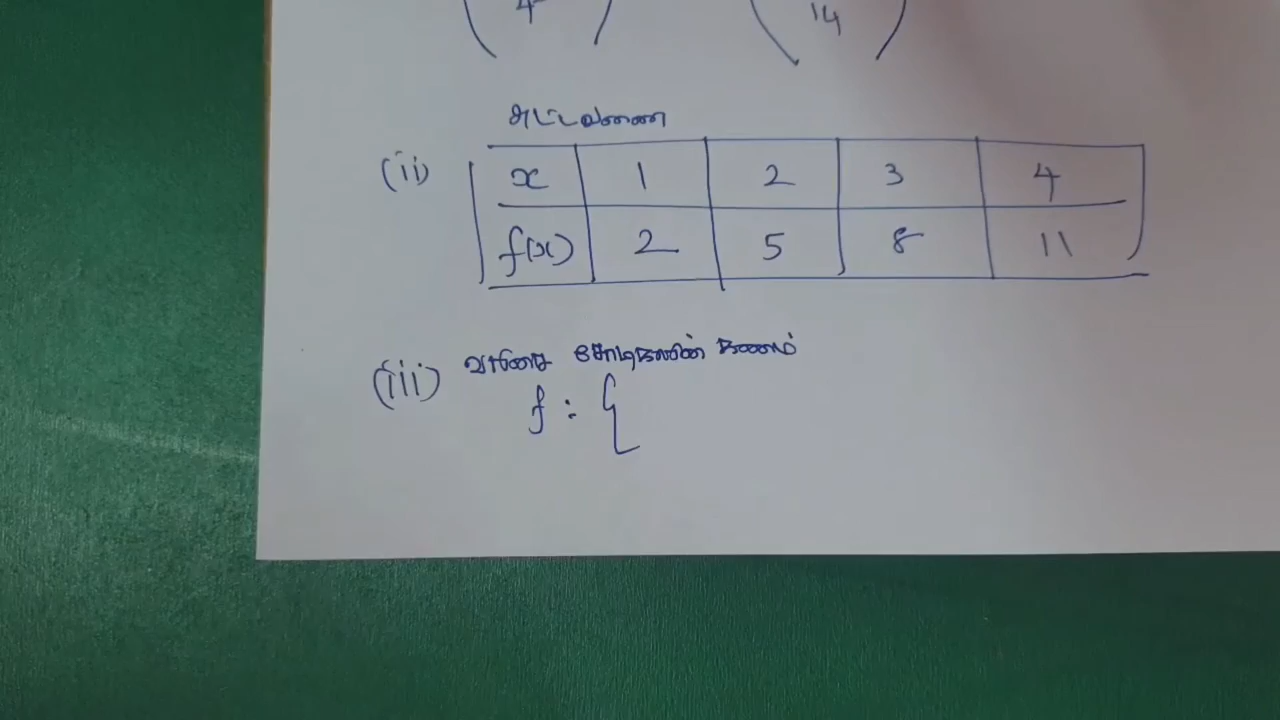 4 14
அட்டவணை
(ii) x 1 2 3 4
f(x) 2 5 8 11
(iii) வரிசை சோடிகளின் கணம்
f : {